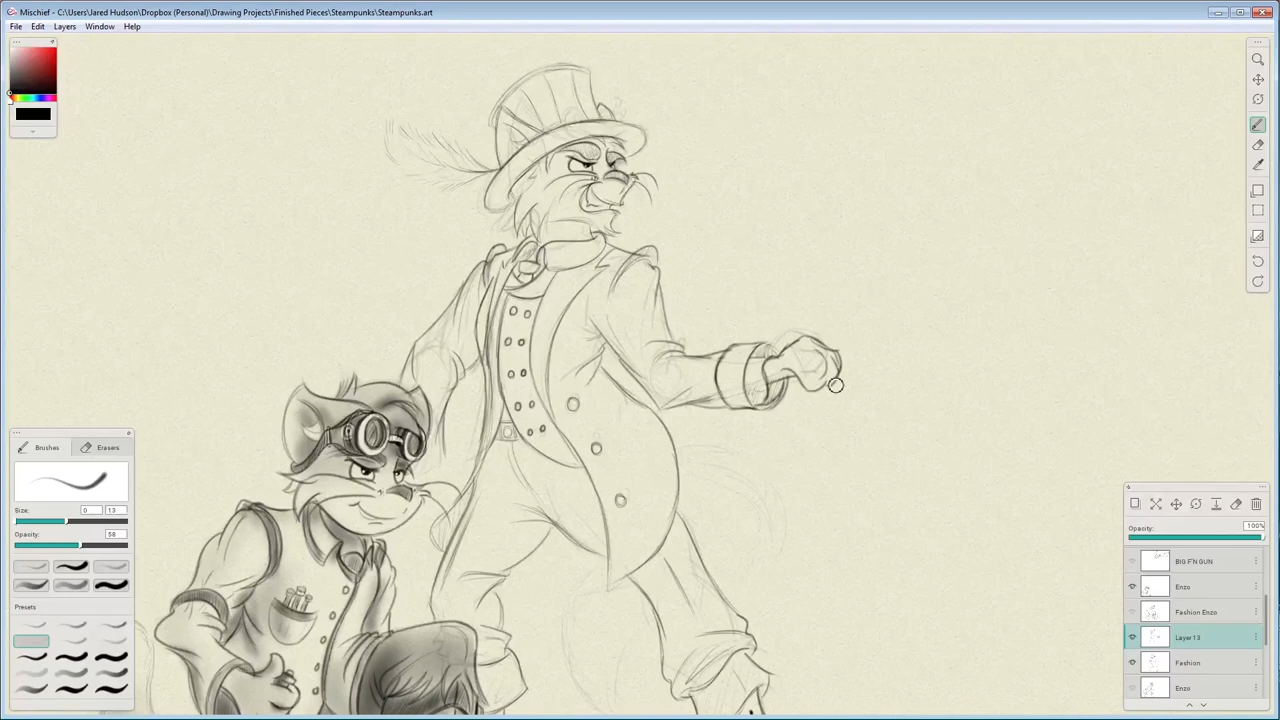 Mischief - C:\Users\Jared Hudson\Dropbox (Personal)\Drawing Projects\Finished Pieces\Steampunks\Steampunks.art
File Edit Layers Window Help
Brushes Erasers
Size: 0 13
Opacity: 58
Presets
Opacity: 100%
BIG F'N GUN
Enzo
Fashion Enzo
Layer 13
Fashion
Enzo